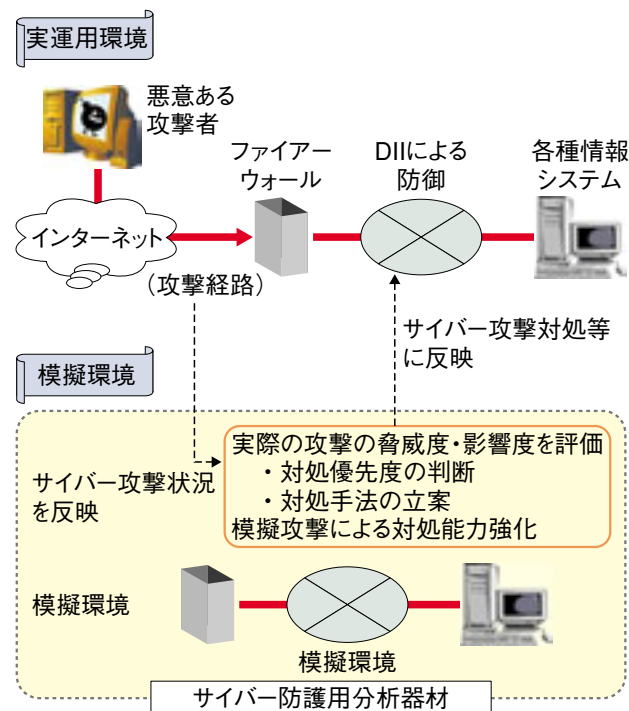 実運用環境
悪意ある
攻撃者
ファイアー
ウォール
DIIによる
防御
各種情報
システム
インターネット
(攻撃経路)
サイバー攻撃対処等
に反映
模擬環境
サイバー攻撃状況
を反映
実際の攻撃の脅威度・影響度を評価
・対処優先度の判断
・対処手法の立案
模擬攻撃による対処能力強化
模擬環境
模擬環境
サイバー防護用分析器材